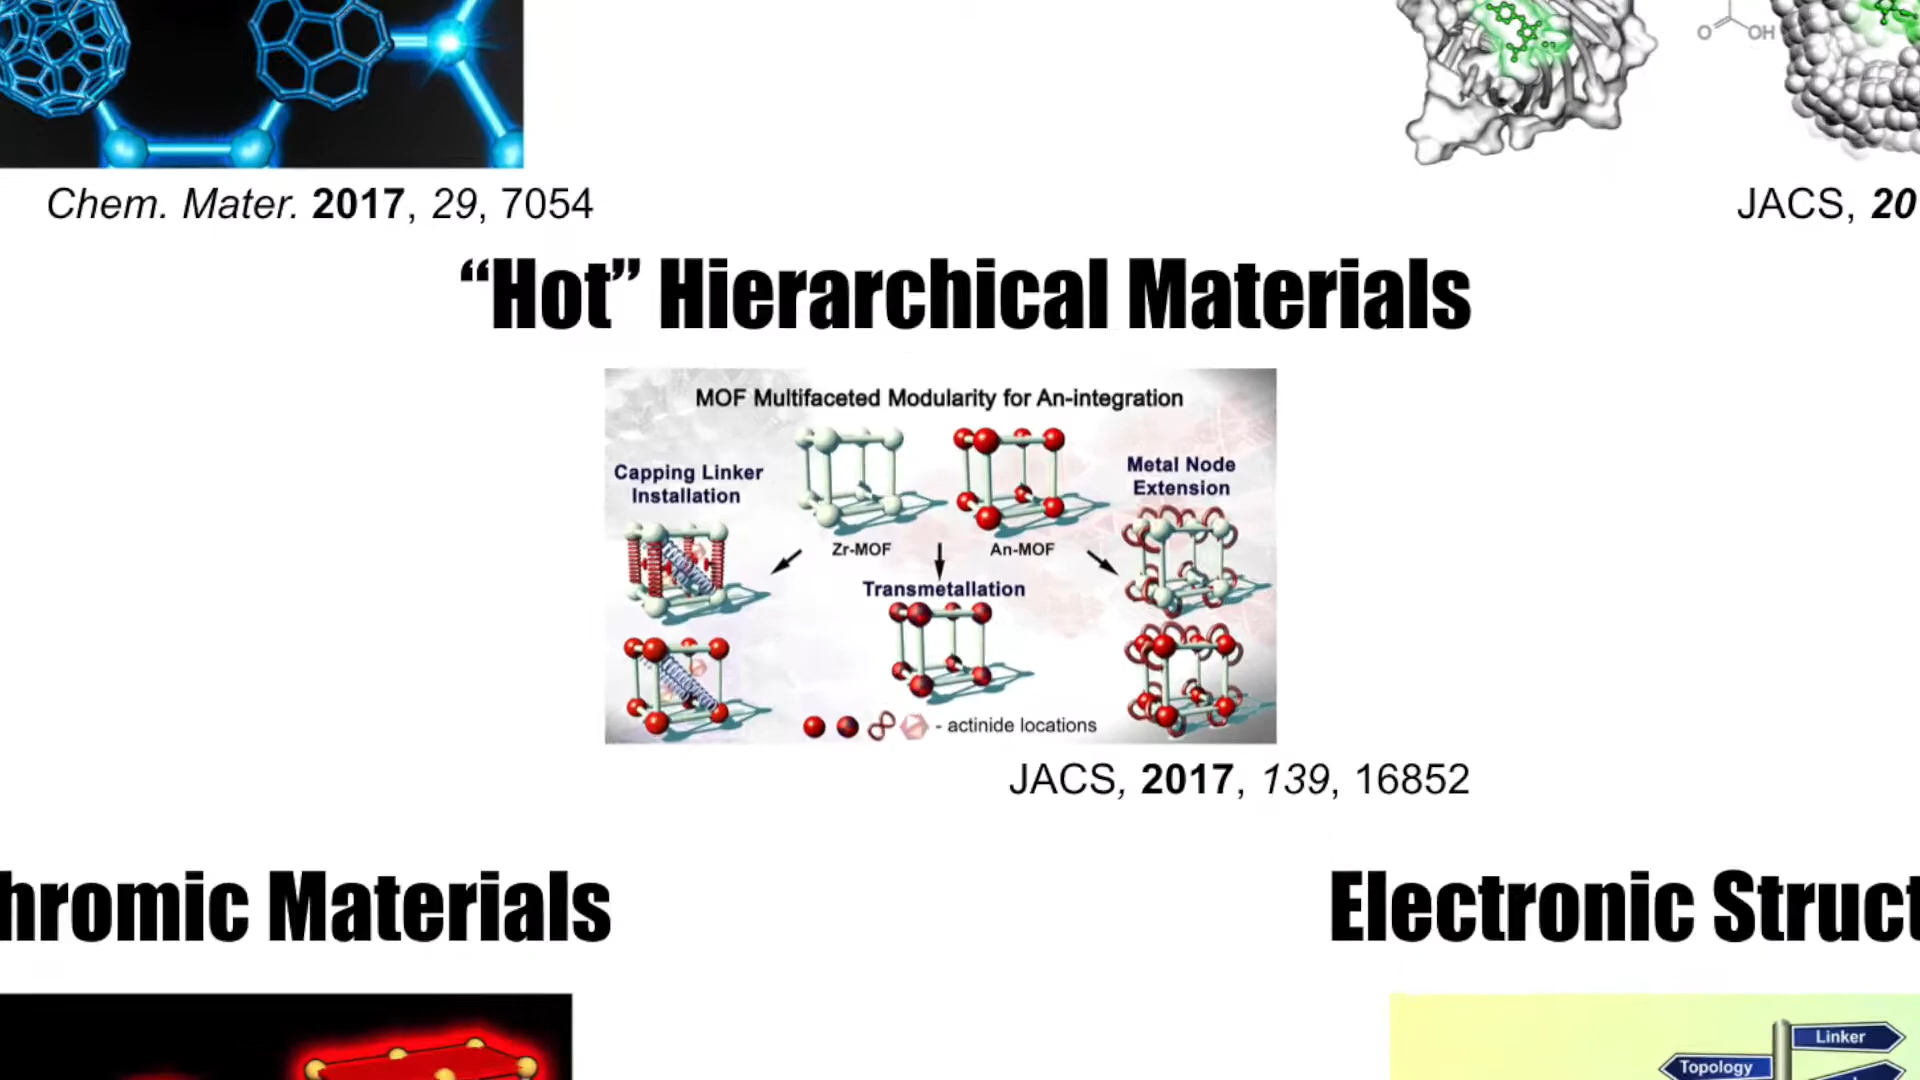 O OH
Chem. Mater. 2017, 29, 7054
JACS, 20
“Hot” Hierarchical Materials
MOF Multifaceted Modularity for An-integration
Capping Linker
Installation
Metal Node
Extension
Zr-MOF
An-MOF
Transmetallation
- actinide locations
JACS, 2017, 139, 16852
hromic Materials
Electronic Struct
Linker
Topology